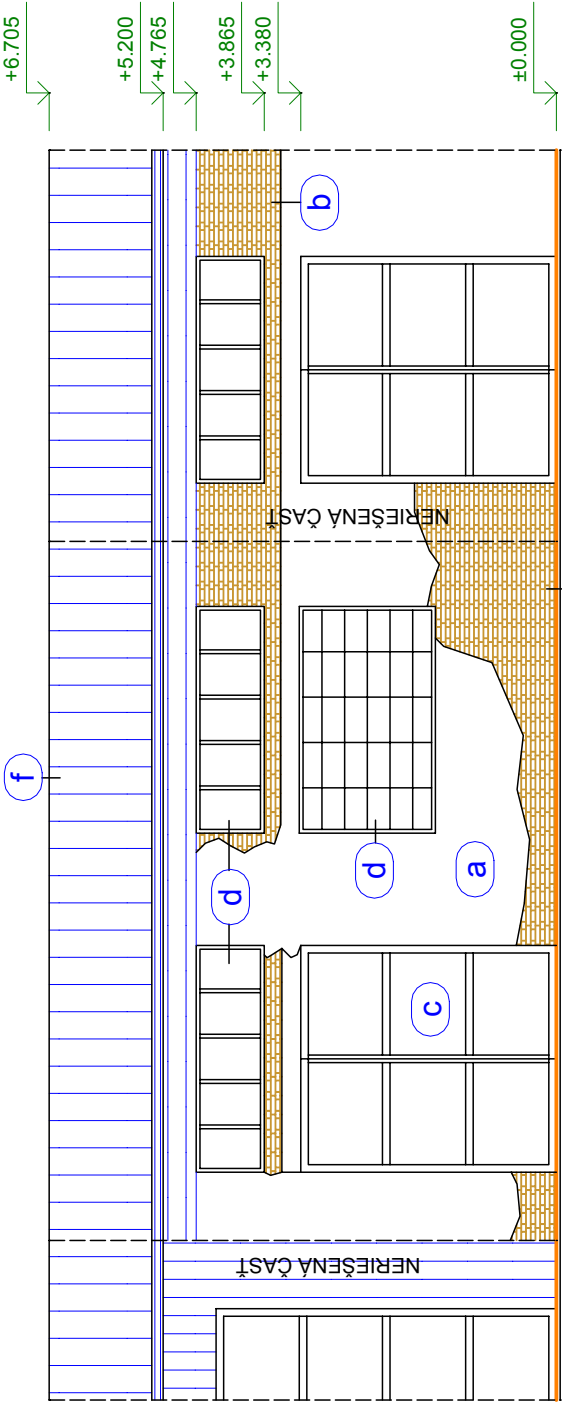 +6.705
+5.200
+4.765
+3.865
+3.380
±0.000
f
b
NERIEŠENÁ ČASŤ
d
d
a
c
NERIEŠENÁ ČASŤ